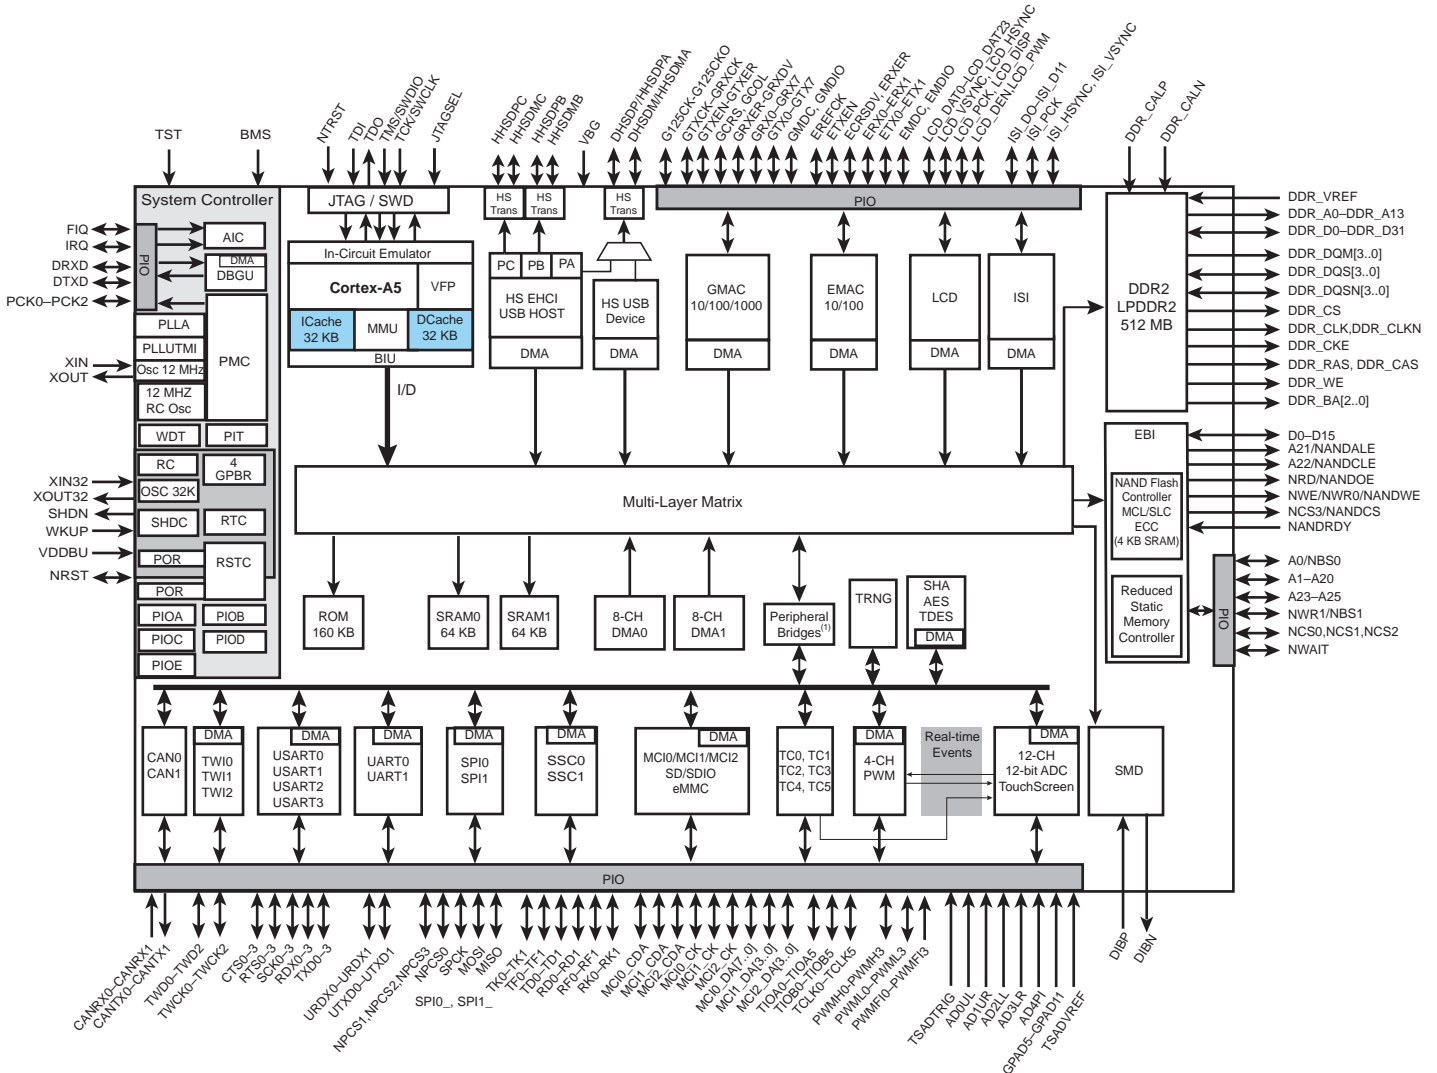 TST
BMS
NTRST
TDI
TDO
TMS/SWDIO
TCK/SWCLK
JTAGSEL
HHSDPC
HHSDMC
HHSDPB
HHSDMB
VBG
DHSDP/HHSDPA
DHSDM/HHSDMA
G125CK-G125CKO
GTXCK-GRXCK
GTXEN-GTXER
GCRS, GCOL
GRXER-GRXDV
GRX0-GRX7
GTX0-GTX7
GMDC, GMDIO
EREFCK
ETXEN
ECRSDV, ERXER
ERX0-ERX1
ETX0-ETX1
EMDC, EMDIO
LCD_DAT0-LCD_DAT23
LCD_VSYNC, LCD_HSYNC
LCD_PCK, LCD_DISP
LCD_DEN,LCD_PWM
ISI_DO-ISI_D11
ISI_PCK
ISI_HSYNC, ISI_VSYNC
DDR_CALP
DDR_CALN
System Controller
JTAG / SWD
HS
Trans
HS
Trans
HS
Trans
PIO
FIQ
IRQ
DRXD
DTXD
PCK0–PCK2
XIN
XOUT
XIN32
XOUT32
SHDN
WKUP
VDDBU
NRST
PIO
AIC
DMA
DBGU
PLLA
PLLUTMI
Osc 12 MHz
12 MHZ
RC Osc
PMC
WDT
PIT
RC
4
GPBR
OSC 32K
SHDC
RTC
POR
RSTC
POR
PIOA
PIOB
PIOC
PIOD
PIOE
In-Circuit Emulator
Cortex-A5
VFP
ICache
32 KB
MMU
DCache
32 KB
BIU
I/D
PC
PB
PA
HS EHCI
USB HOST
DMA
HS USB
Device
DMA
GMAC
10/100/1000
DMA
EMAC
10/100
DMA
LCD
DMA
ISI
DMA
DDR2
LPDDR2
512 MB
DDR_VREF
DDR_A0–DDR_A13
DDR_D0–DDR_D31
DDR_DQM[3..0]
DDR_DQS[3..0]
DDR_DQSN[3..0]
DDR_CS
DDR_CLK,DDR_CLKN
DDR_CKE
DDR_RAS, DDR_CAS
DDR_WE
DDR_BA[2..0]
EBI
NAND Flash
Controller
MCL/SLC
ECC
(4 KB SRAM)
Reduced
Static
Memory
Controller
PIO
D0–D15
A21/NANDALE
A22/NANDCLE
NRD/NANDOE
NWE/NWR0/NANDWE
NCS3/NANDCS
NANDRDY
A0/NBS0
A1–A20
A23–A25
NWR1/NBS1
NCS0,NCS1,NCS2
NWAIT
Multi-Layer Matrix
ROM
160 KB
SRAM0
64 KB
SRAM1
64 KB
8-CH
DMA0
8-CH
DMA1
Peripheral
Bridges(1)
TRNG
SHA
AES
TDES
DMA
CAN0
CAN1
DMA
TWI0
TWI1
TWI2
DMA
USART0
USART1
USART2
USART3
DMA
UART0
UART1
DMA
SPI0
SPI1
DMA
SSC0
SSC1
DMA
MCI0/MCI1/MCI2
SD/SDIO
eMMC
TC0, TC1
TC2, TC3
TC4, TC5
DMA
4-CH
PWM
Real-time
Events
DMA
12-CH
12-bit ADC
TouchScreen
SMD
PIO
CANRX0–CANRX1
CANTX0–CANTX1
TWD0–TWD2
TWCK0–TWCK2
CTS0–3
RTS0–3
SCK0–3
RDX0–3
TXD0–3
URDX0–URDX1
UTXD0–UTXD1
NPCS1,NPCS2,NPCS3
NPCS0
SPCK
MOSI
MISO
SPI0_, SPI1_
TK0–TK1
TF0–TF1
TD0–TD1
RD0–RD1
RF0–RF1
RK0–RK1
MCI0_CDA
MCI1_CDA
MCI2_CDA
MCI0_CK
MCI1_CK
MCI2_CK
MCI0_DA[7..0]
MCI1_DA[3..0]
MCI2_DA[3..0]
TIOA0–TIOA5
TIOB0–TIOB5
TCLK0–TCLK5
PWMH0–PWMH3
PWML0–PWML3
PWMFI0–PWMFI3
TSADTRIG
AD0UL
AD1UR
AD2LL
AD3LR
AD4PI
GPAD5–GPAD11
TSADVREF
DIBP
DIBN